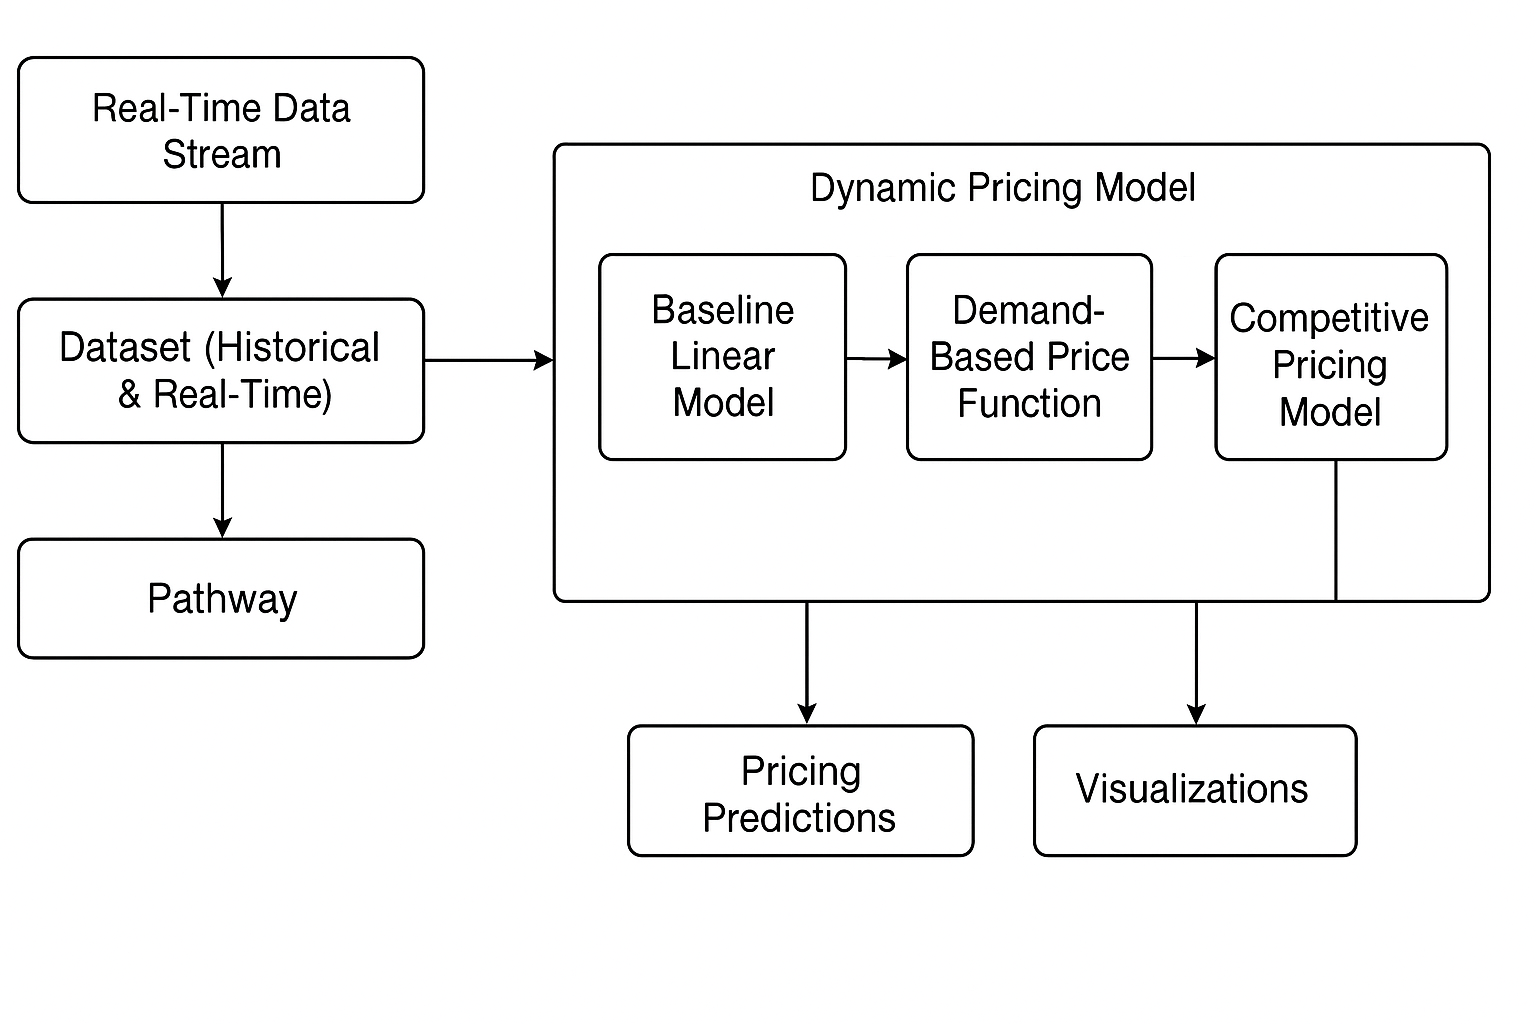 Real-Time Data
Stream
Dataset (Historical
& Real-Time)
Pathway
Dynamic Pricing Model
Baseline
Linear
Model
Demand-
Based Price
Function
Competitive
Pricing
Model
Pricing
Predictions
Visualizations